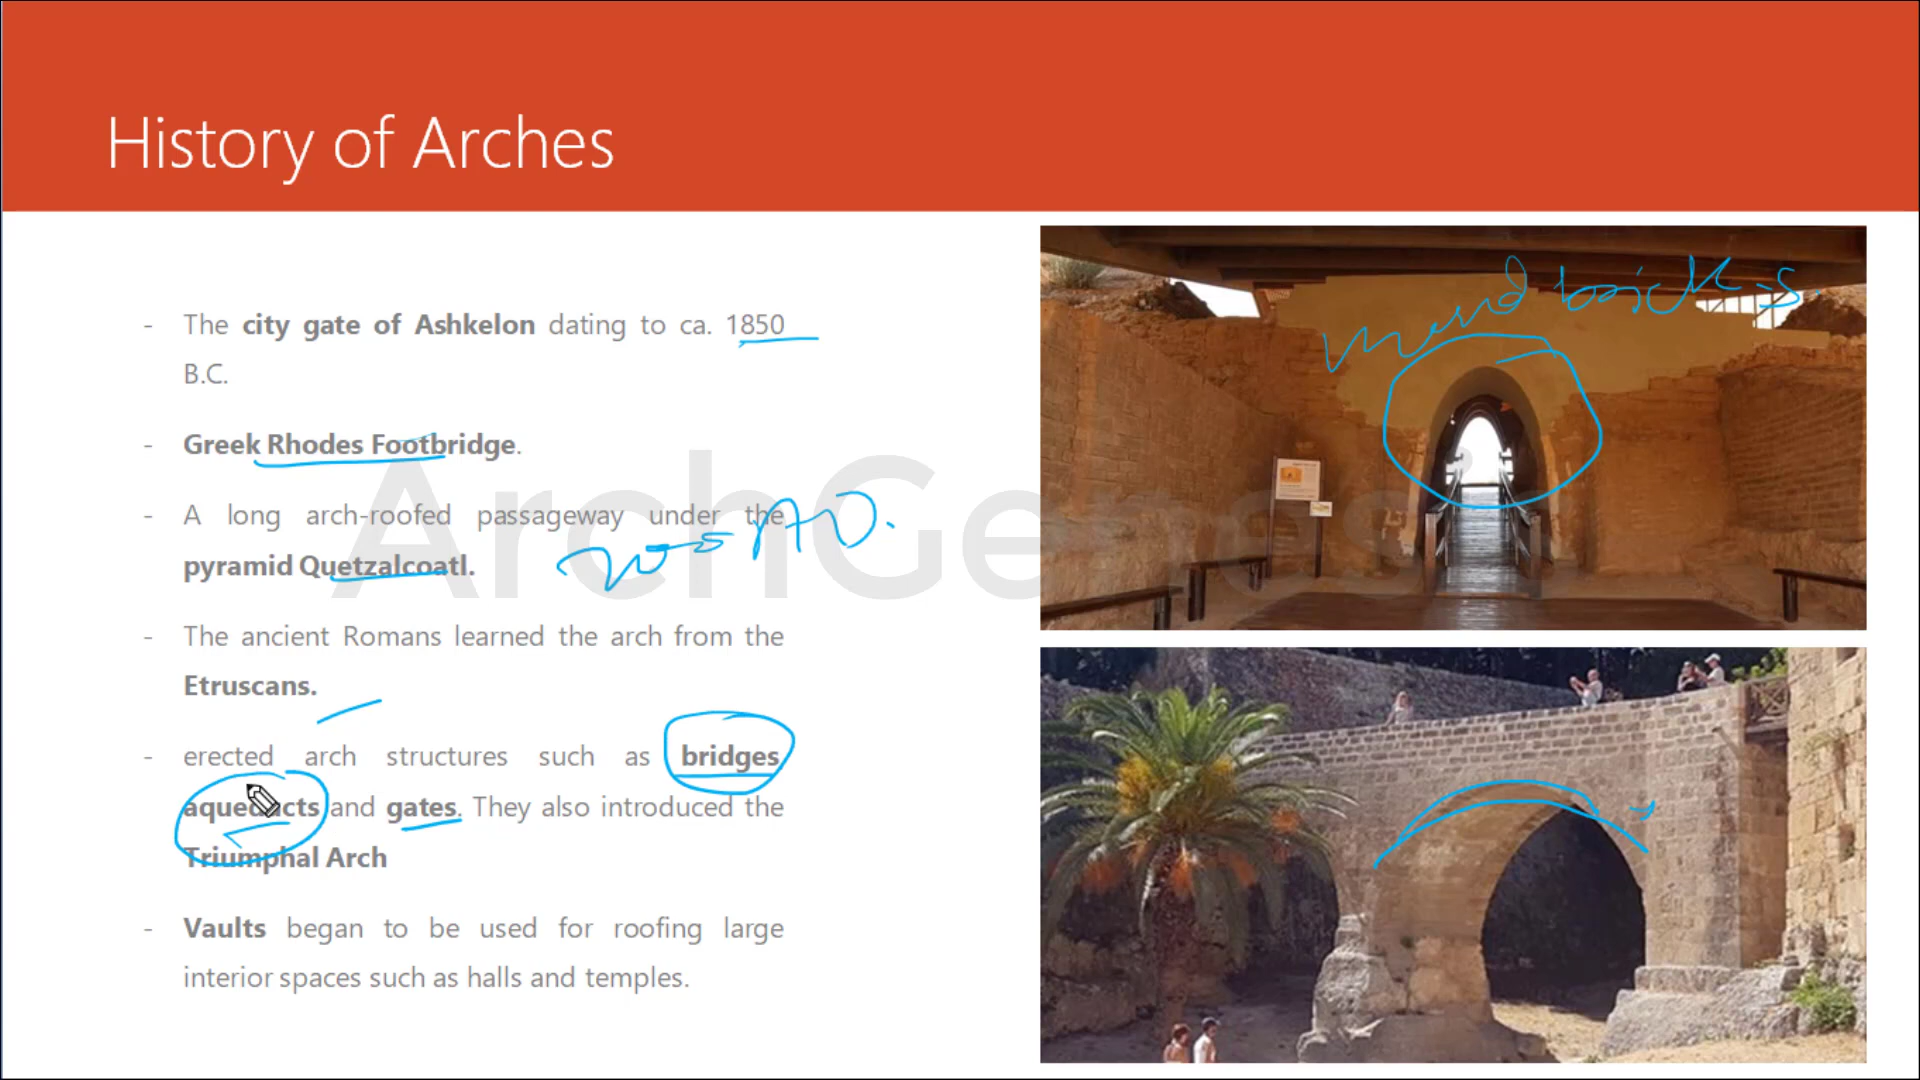 History of Arches
- The city gate of Ashkelon dating to ca. 1850
B.C.
- Greek Rhodes Footbridge.
- A long arch-roofed passageway under the
pyramid Quetzalcoatl.
AD.
- The ancient Romans learned the arch from the
Etruscans.
- erected arch structures such as bridges
aqueducts and gates. They also introduced the
Triumphal Arch
- Vaults began to be used for roofing large
interior spaces such as halls and temples.
mud bricks.
ArchGenesi